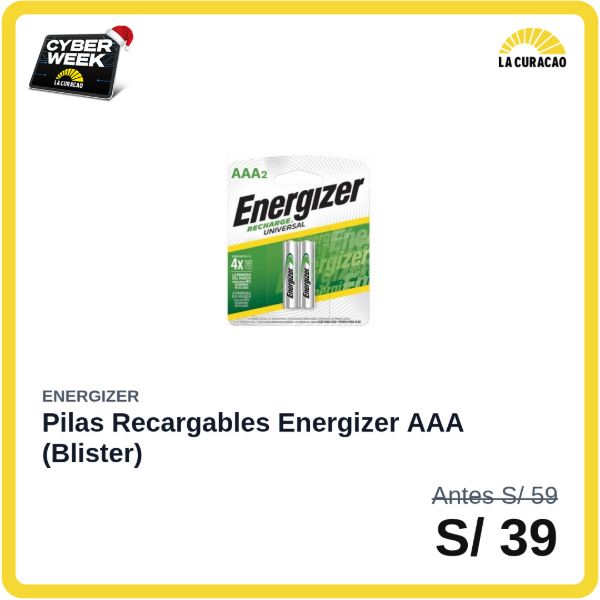 CYBER
WEEK
LA CURACAO
LA CURACAO
AAA2
Energizer
RECHARGE
UNIVERSAL
4x
Energizer
Energizer
ENERGIZER
Pilas Recargables Energizer AAA
(Blister)
Antes S/ 59
S/ 39